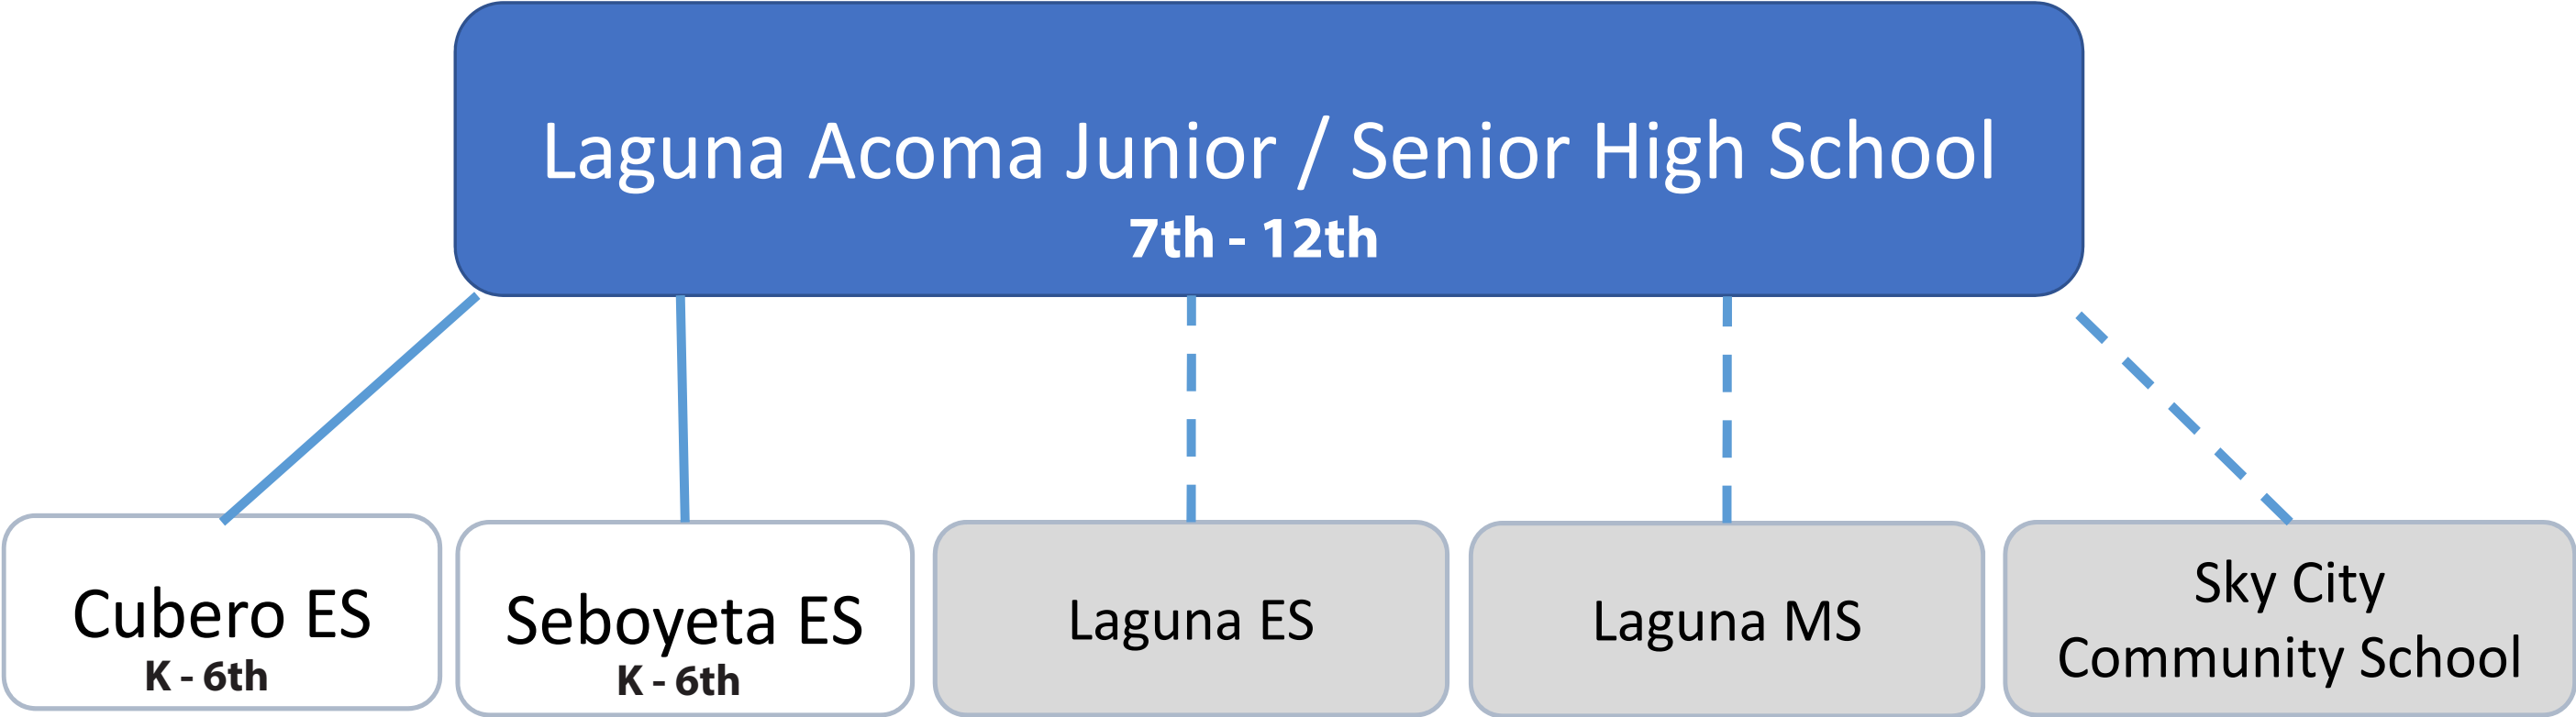 Laguna Acoma Junior / Senior High School
7th - 12th
Cubero ES
K - 6th
Seboyeta ES
K - 6th
Laguna ES
Laguna MS
Sky City
Community School